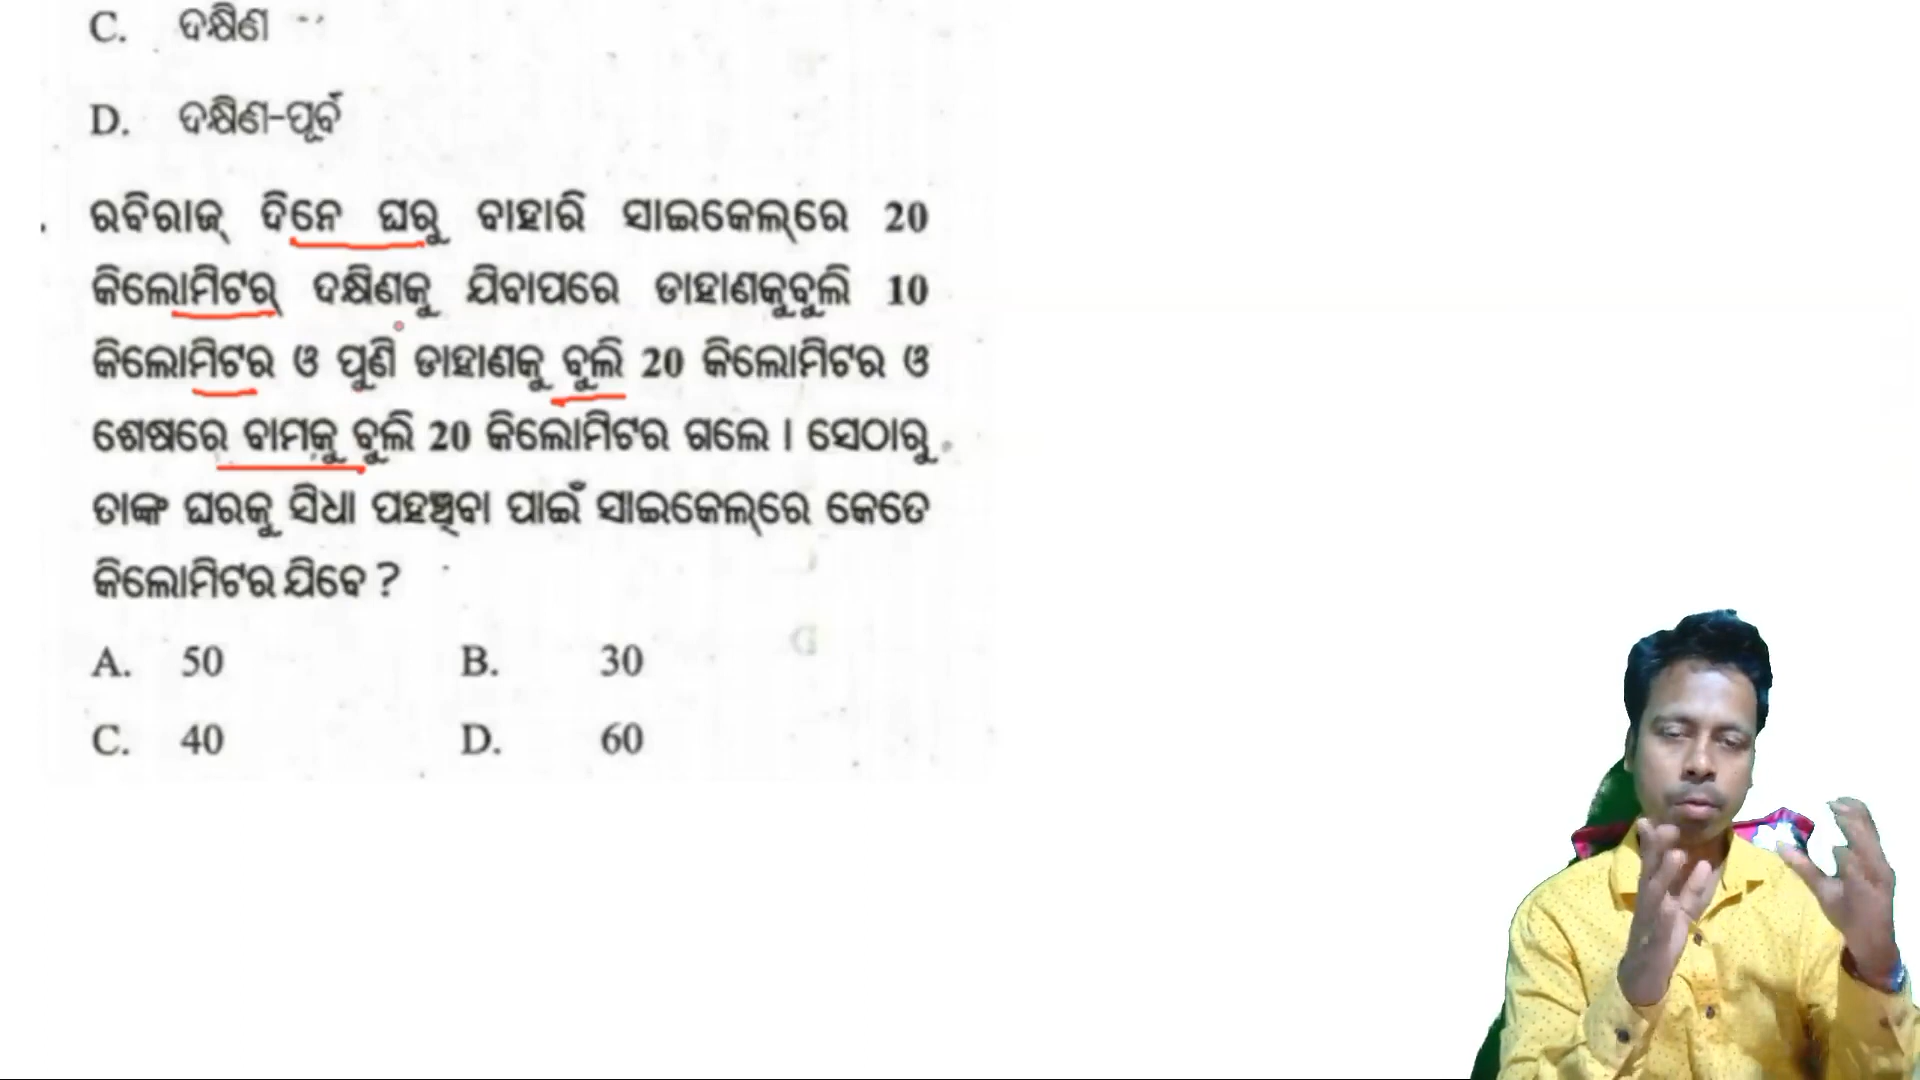 C. ଦକ୍ଷିଣ
D. ଦକ୍ଷିଣ-ପୂର୍ବ
ରବିରାଜ୍ ଦିନେ ଘରୁ ବାହାରି ସାଇକେଲ୍‌ରେ 20
କିଲୋମିଟର୍ ଦକ୍ଷିଣକୁ ଯିବାପରେ ଡାହାଣକୁବୁଲି 10
କିଲୋମିଟର ଓ ପୁଣି ଡାହାଣକୁ ବୁଲି 20 କିଲୋମିଟର ଓ
ଶେଷରେ ବାମକୁ ବୁଲି 20 କିଲୋମିଟର ଗଲେ । ସେଠାରୁ
ତାଙ୍କ ଘରକୁ ସିଧା ପହଞ୍ଚିବା ପାଇଁ ସାଇକେଲ୍‌ରେ କେତେ
କିଲୋମିଟର ଯିବେ ?
A. 50 B. 30
C. 40 D. 60